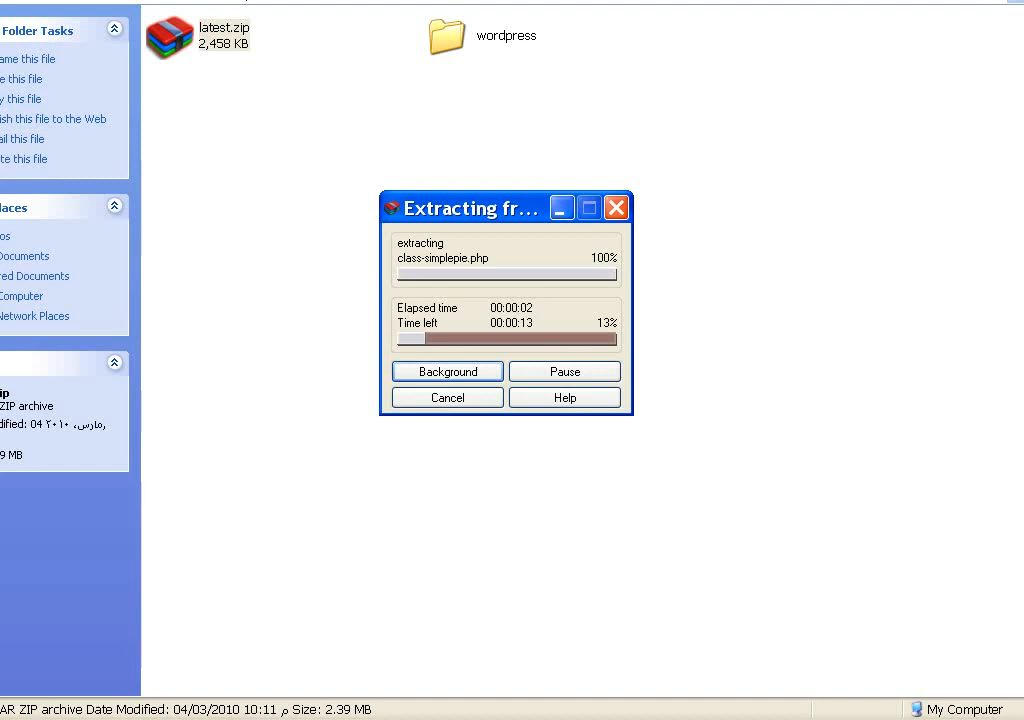 Folder Tasks
ame this file
e this file
y this file
ish this file to the Web
ail this file
te this file
laces
os
Documents
red Documents
Computer
Network Places
ip
ZIP archive
dified: 04 مارس، ٢٠١٠,
9 MB
latest.zip
2,458 KB
wordpress
Extracting fr...
extracting
class-simplepie.php 100%
Elapsed time 00:00:02
Time left 00:00:13 13%
Background Pause
Cancel Help
AR ZIP archive Date Modified: 04/03/2010 10:11 م Size: 2.39 MB
My Computer